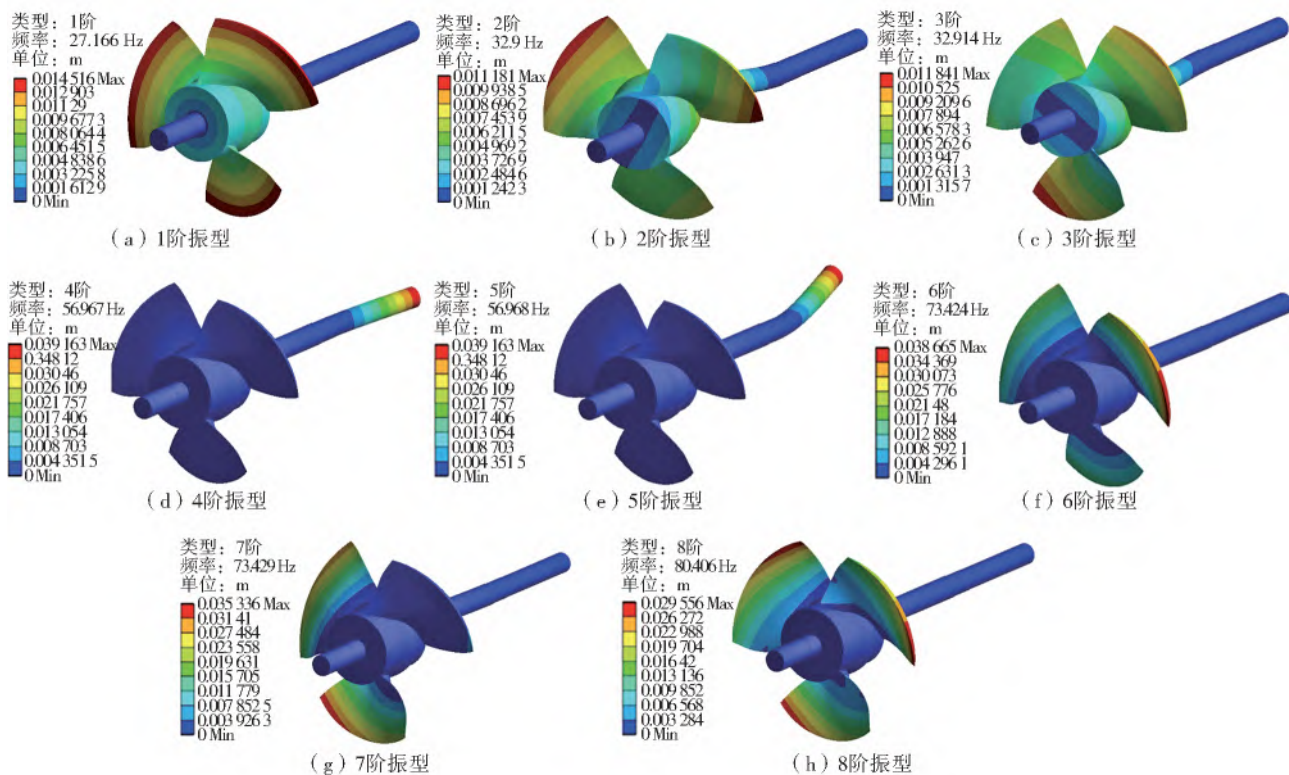 类型：1阶
频率：27.166 Hz
单位：m
0.014 516 Max
0.012 903
0.011 29
0.009 677 3
0.008 064 4
0.006 451 5
0.004 838 6
0.003 225 8
0.001 612 9
0 Min
(a) 1阶振型
类型：2阶
频率：32.9 Hz
单位：m
0.011 181 Max
0.009 938 5
0.008 696 2
0.007 453 9
0.006 211 5
0.004 969 2
0.003 726 9
0.002 484 6
0.001 242 3
0 Min
(b) 2阶振型
类型：3阶
频率：32.914 Hz
单位：m
0.011 841 Max
0.010 525
0.009 209 6
0.007 894
0.006 578 3
0.005 262 6
0.003 947
0.002 631 3
0.001 315 7
0 Min
(c) 3阶振型
类型：4阶
频率：56.967 Hz
单位：m
0.039 163 Max
0.348 12
0.030 46
0.026 109
0.021 757
0.017 406
0.013 054
0.008 703
0.004 351 5
0 Min
(d) 4阶振型
类型：5阶
频率：56.968 Hz
单位：m
0.039 163 Max
0.348 12
0.030 46
0.026 109
0.021 757
0.017 406
0.013 054
0.008 703
0.004 351 5
0 Min
(e) 5阶振型
类型：6阶
频率：73.424 Hz
单位：m
0.038 665 Max
0.034 369
0.030 073
0.025 776
0.021 48
0.017 184
0.012 888
0.008 592 1
0.004 296 1
0 Min
(f) 6阶振型
类型：7阶
频率：73.429 Hz
单位：m
0.035 336 Max
0.031 41
0.027 484
0.023 558
0.019 631
0.015 705
0.011 779
0.007 852 5
0.003 926 3
0 Min
(g) 7阶振型
类型：8阶
频率：80.406 Hz
单位：m
0.029 556 Max
0.026 272
0.022 988
0.019 704
0.016 42
0.013 136
0.009 852
0.006 568
0.003 284
0 Min
(h) 8阶振型